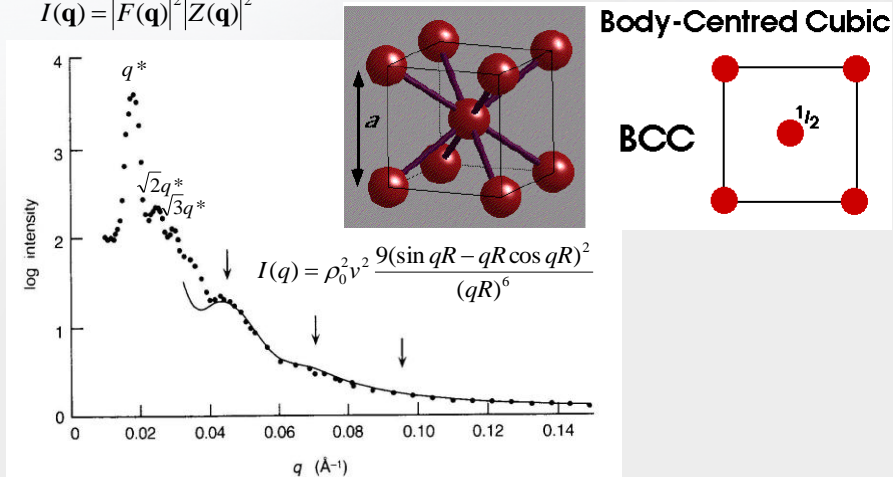 I(q) = |F(q)|²|Z(q)|²
Body-Centred Cubic
a
BCC
1/2
log intensity
4
3
2
1
0
q*
√2q*
√3q*
I(q) = ρ₀²v² 9(sin qR − qR cos qR)² / (qR)⁶
0 0.02 0.04 0.06 0.08 0.10 0.12 0.14
q (Å⁻¹)